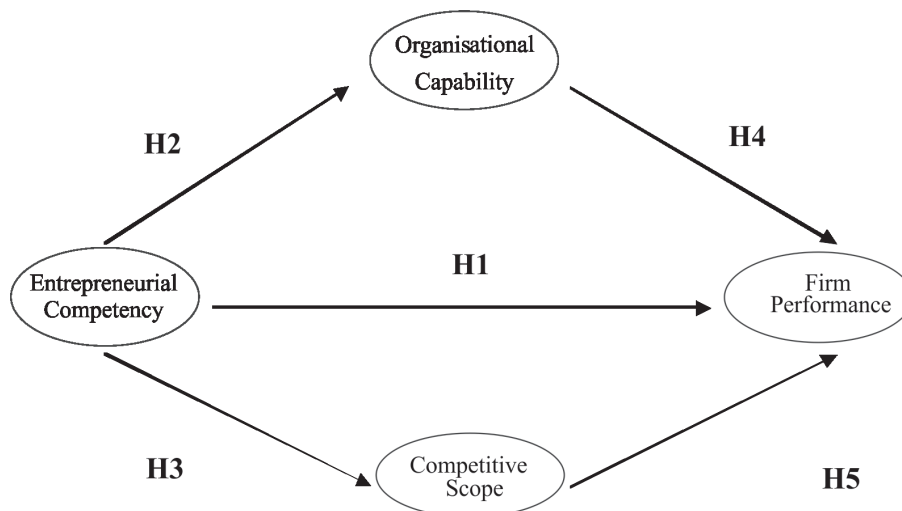 Organisational
Capability
H2
H4
H1
Entrepreneurial
Competency
Firm
Performance
H3
Competitive
Scope
H5